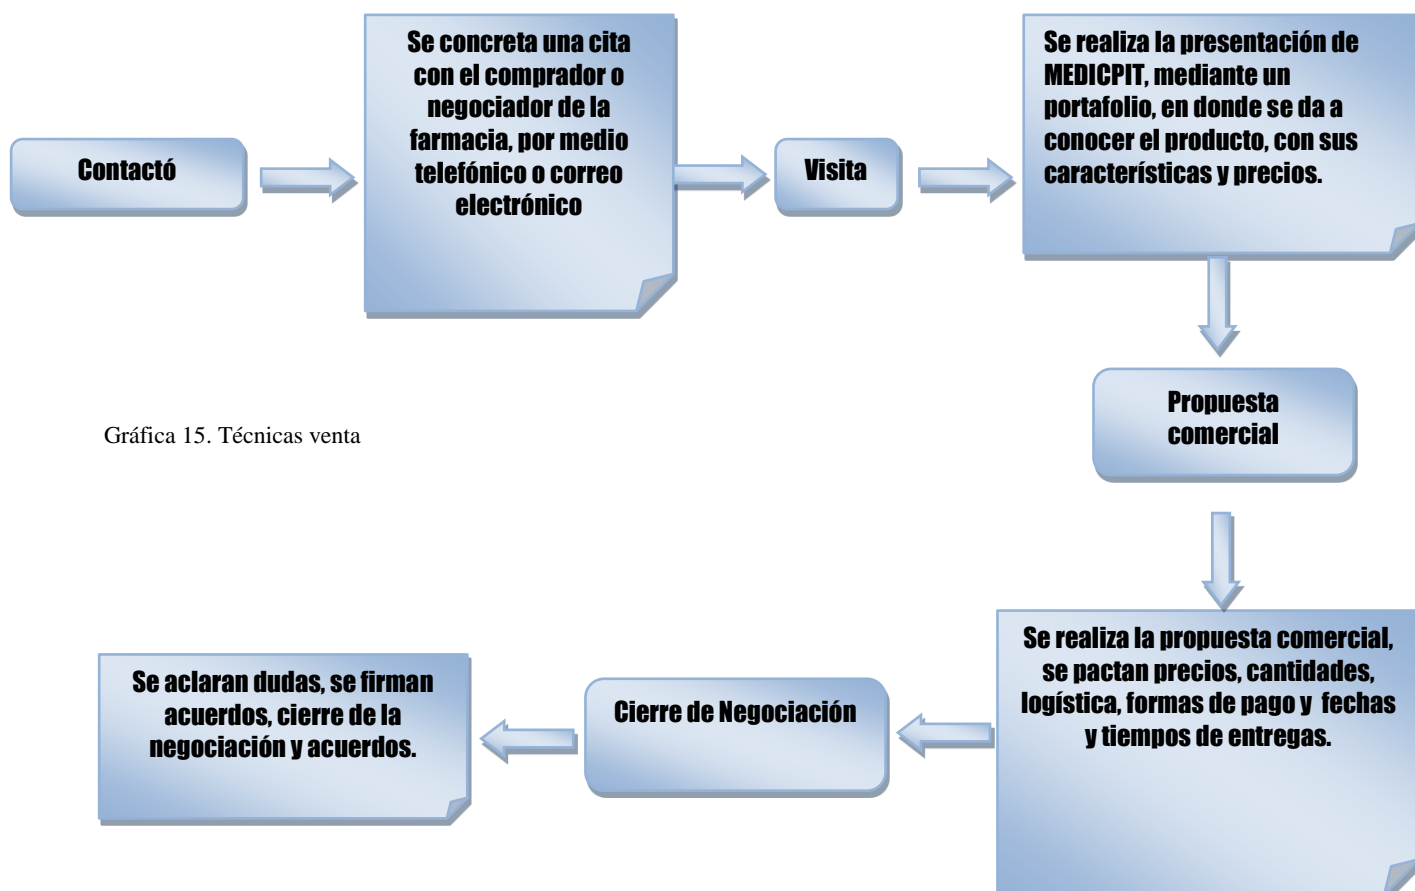 Contactó
Se concreta una cita
con el comprador o
negociador de la
farmacia, por medio
telefónico o correo
electrónico
Visita
Se realiza la presentación de
MEDICPIT, mediante un
portafolio, en donde se da a
conocer el producto, con sus
características y precios.
Propuesta
comercial
Gráfica 15. Técnicas venta
Se realiza la propuesta comercial,
se pactan precios, cantidades,
logística, formas de pago y  fechas
y tiempos de entregas.
Cierre de Negociación
Se aclaran dudas, se firman
acuerdos, cierre de la
negociación y acuerdos.